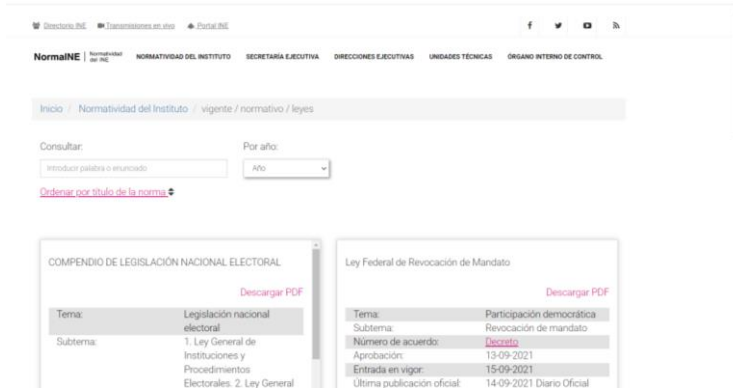 Directorio INE Transmisiones en vivo Portal INE
NormaINE | Normatividad del INE NORMATIVIDAD DEL INSTITUTO SECRETARÍA EJECUTIVA DIRECCIONES EJECUTIVAS UNIDADES TÉCNICAS ÓRGANO INTERNO DE CONTROL
Inicio / Normatividad del Instituto / vigente / normativo / leyes
Consultar: Por año:
Introducir palabra o enunciado Año
Ordenar por título de la norma
COMPENDIO DE LEGISLACIÓN NACIONAL ELECTORAL
Descargar PDF
Tema: Legislación nacional
electoral
Subtema: 1. Ley General de
Instituciones y
Procedimientos
Electorales. 2. Ley General
Ley Federal de Revocación de Mandato
Descargar PDF
Tema: Participación democrática
Subtema: Revocación de mandato
Número de acuerdo: Decreto
Aprobación: 13-09-2021
Entrada en vigor: 15-09-2021
Última publicación oficial: 14-09-2021 Diario Oficial